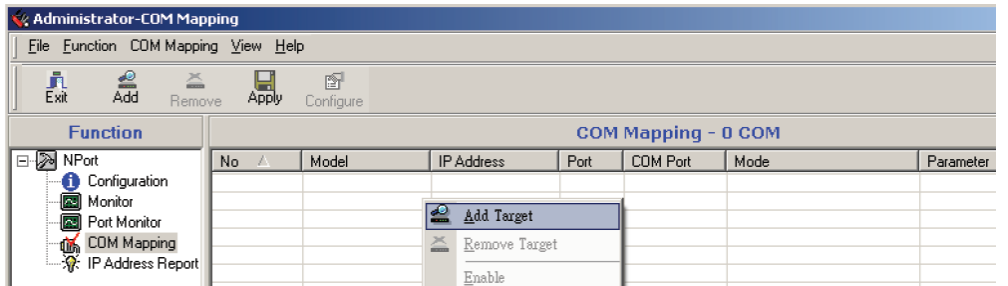 Administrator-COM Mapping
File Function COM Mapping View Help
Exit Add Remove Apply Configure
Function
COM Mapping - 0 COM
NPort
Configuration
Monitor
Port Monitor
COM Mapping
IP Address Report
No Model IP Address Port COM Port Mode Parameter
Add Target
Remove Target
Enable